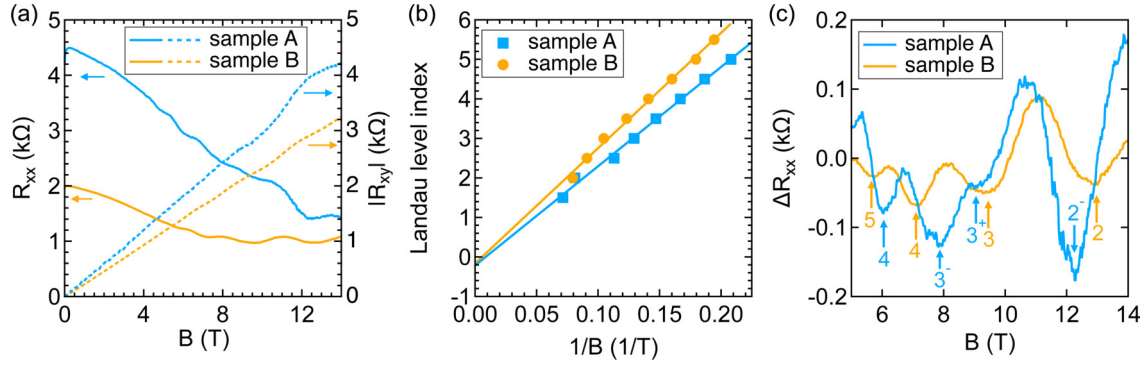 (a)
sample A
sample B
5
4
3
2
1
0
R_xx (kΩ)
0
4
8
12
B (T)
5
4
3
2
1
0
|R_xy| (kΩ)
(b)
sample A
sample B
6
5
4
3
2
1
0
-1
Landau level index
0.00
0.05
0.10
0.15
0.20
1/B (1/T)
(c)
sample A
sample B
0.2
0.1
0.0
-0.1
-0.2
ΔR_xx (kΩ)
5
4
4
3-
3+
3
2-
2
6
8
10
12
14
B (T)